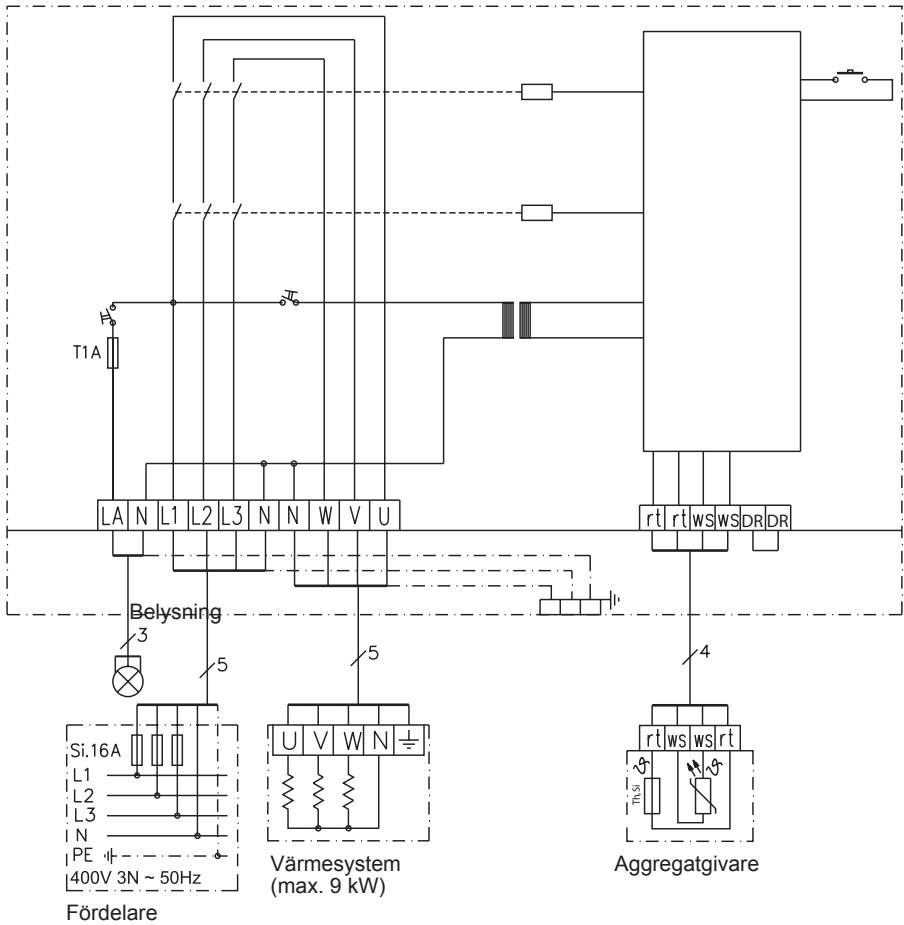 T1A
LA N L1 L2 L3 N N W V U
rt rt ws ws DR DR
Belysning
3
5
5
4
Si.16A
L1
L2
L3
N
PE
400V 3N ~ 50Hz
Fördelare
U V W N
Värmesystem
(max. 9 kW)
rt ws ws rt
ϑ ϑ
Th,Si
Aggregatgivare